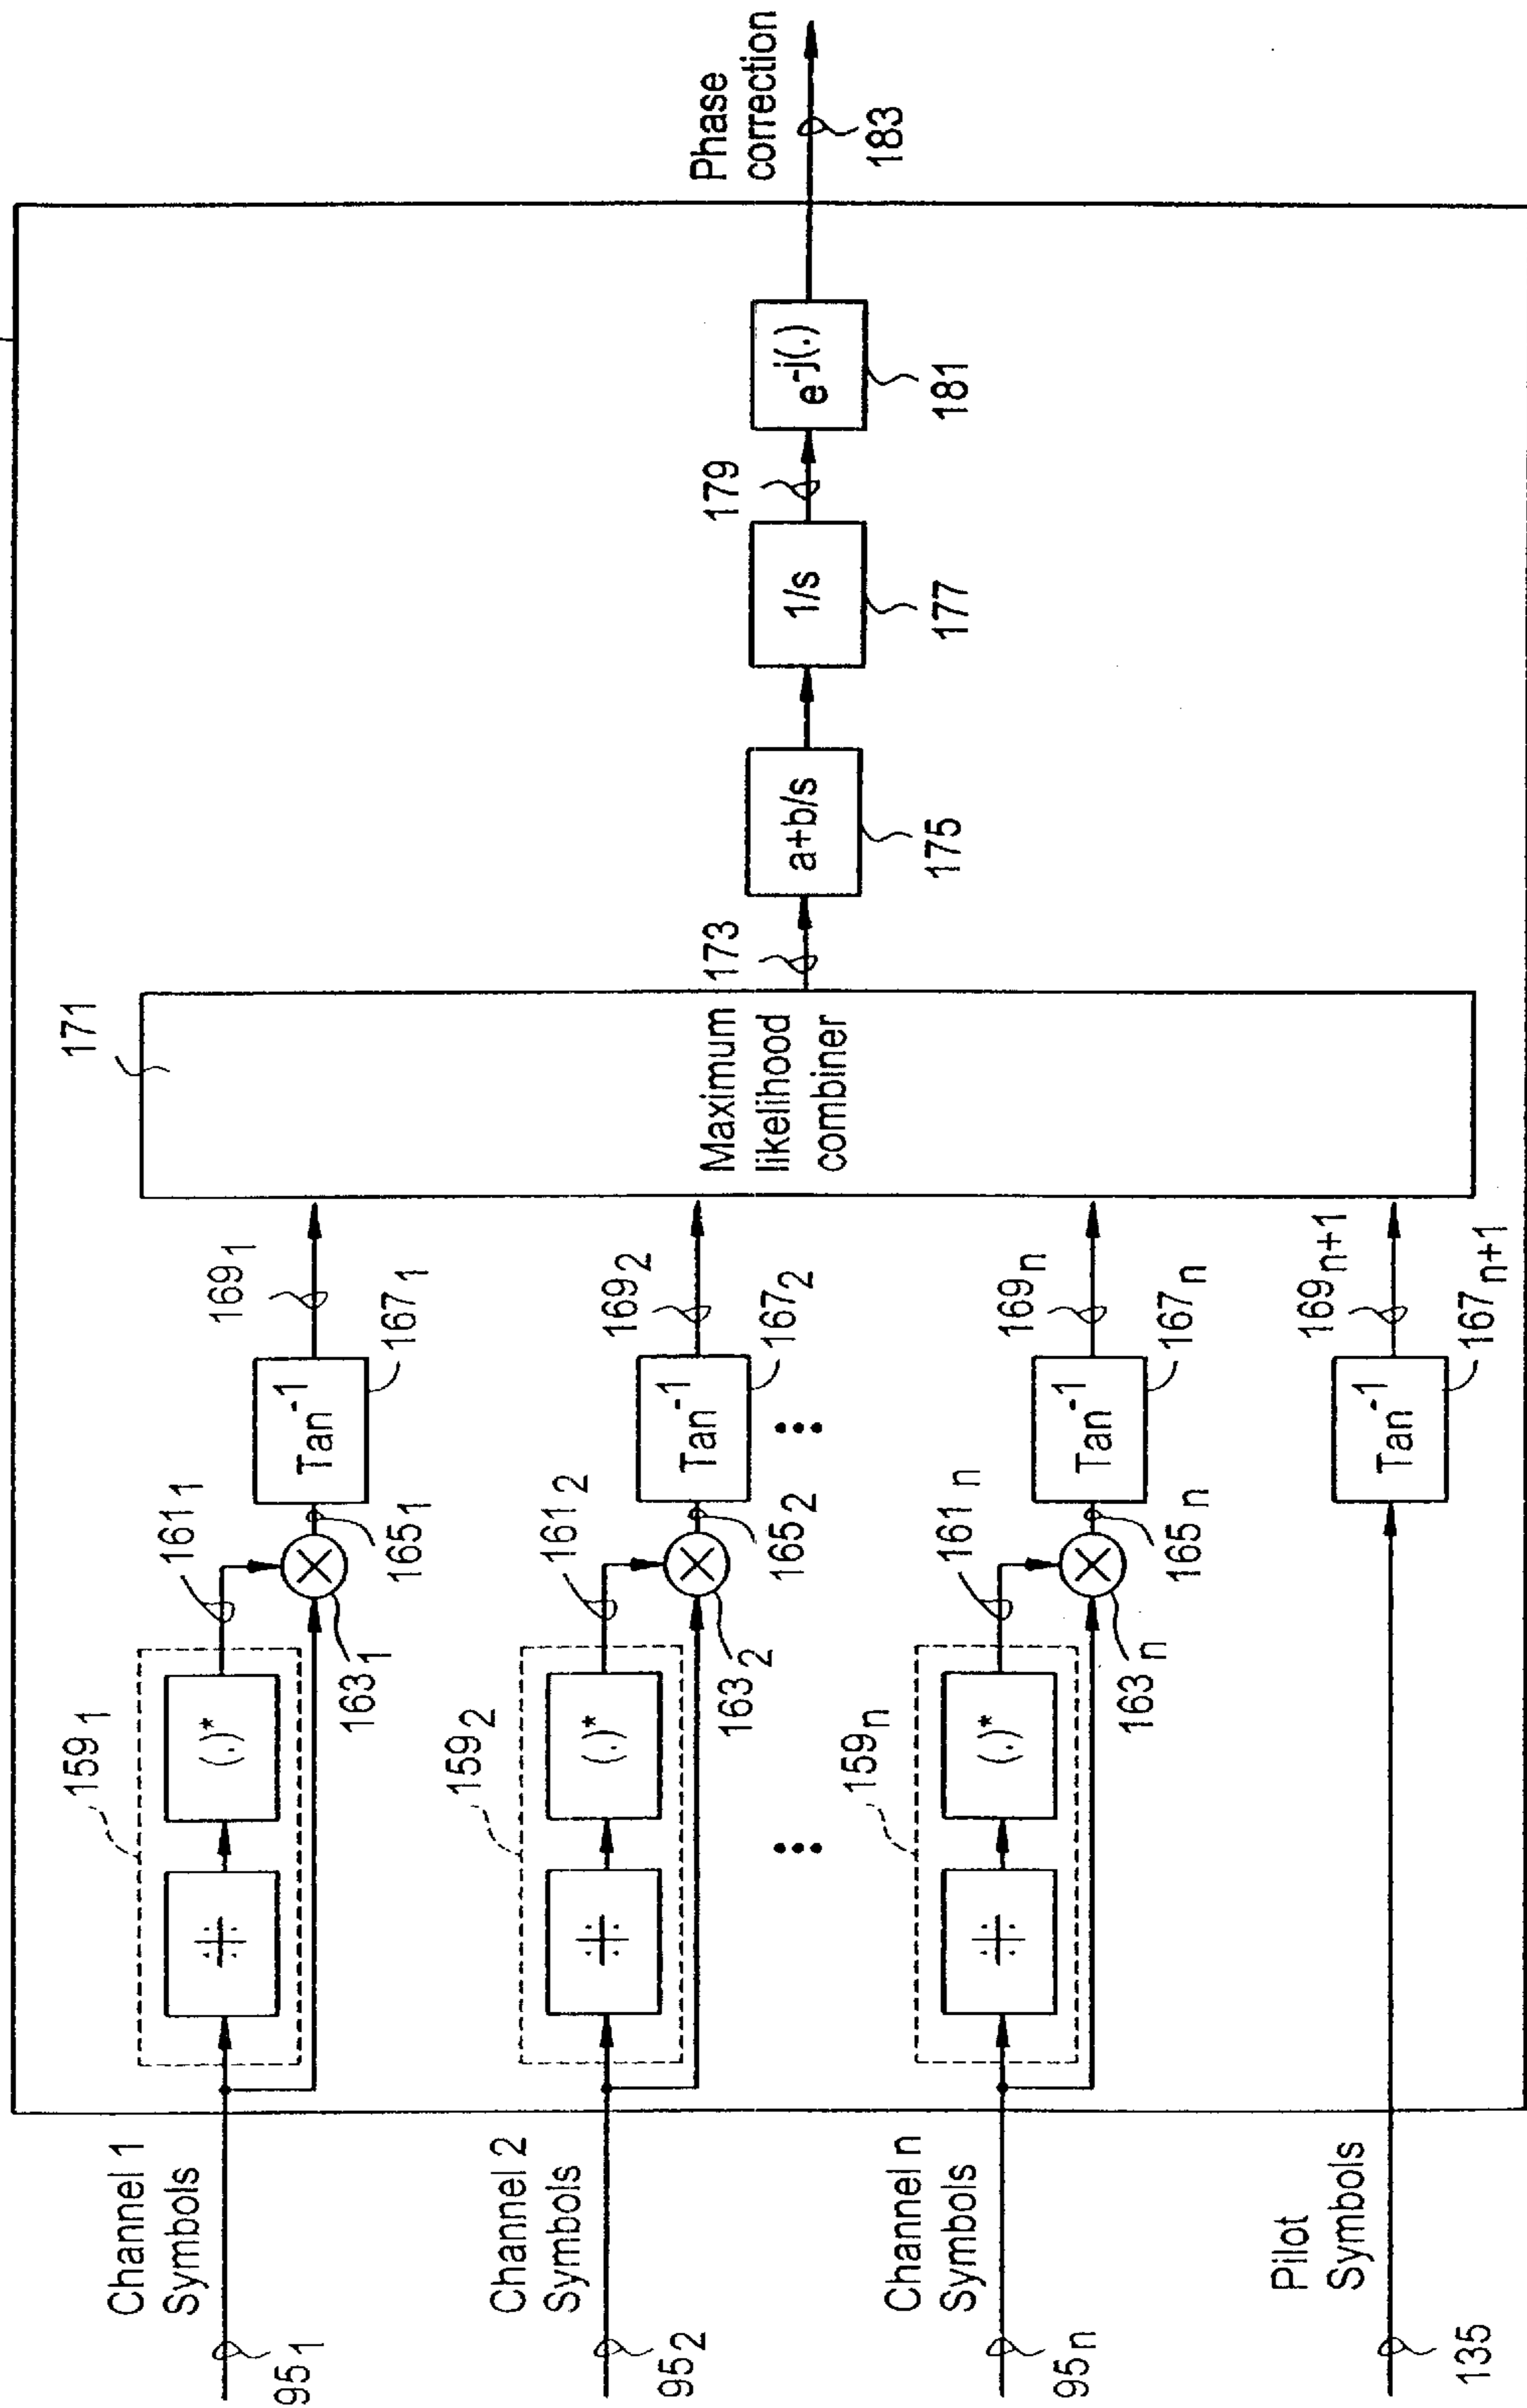 Channel 1
Symbols
95₁
159₁
(.)*
161₁
163₁
165₁
Tan⁻¹
167₁
169₁
Channel 2
Symbols
95₂
159₂
(.)*
161₂
163₂
165₂
Tan⁻¹
167₂
169₂
Channel n
Symbols
95ₙ
159ₙ
(.)*
161ₙ
163ₙ
165ₙ
Tan⁻¹
167ₙ
169ₙ
Pilot
Symbols
135
Tan⁻¹
167ₙ₊₁
169ₙ₊₁
171
Maximum
likelihood
combiner
173
a+b/s
175
1/s
177
179
e⁻ʲ⁽·⁾
181
Phase
correction
183